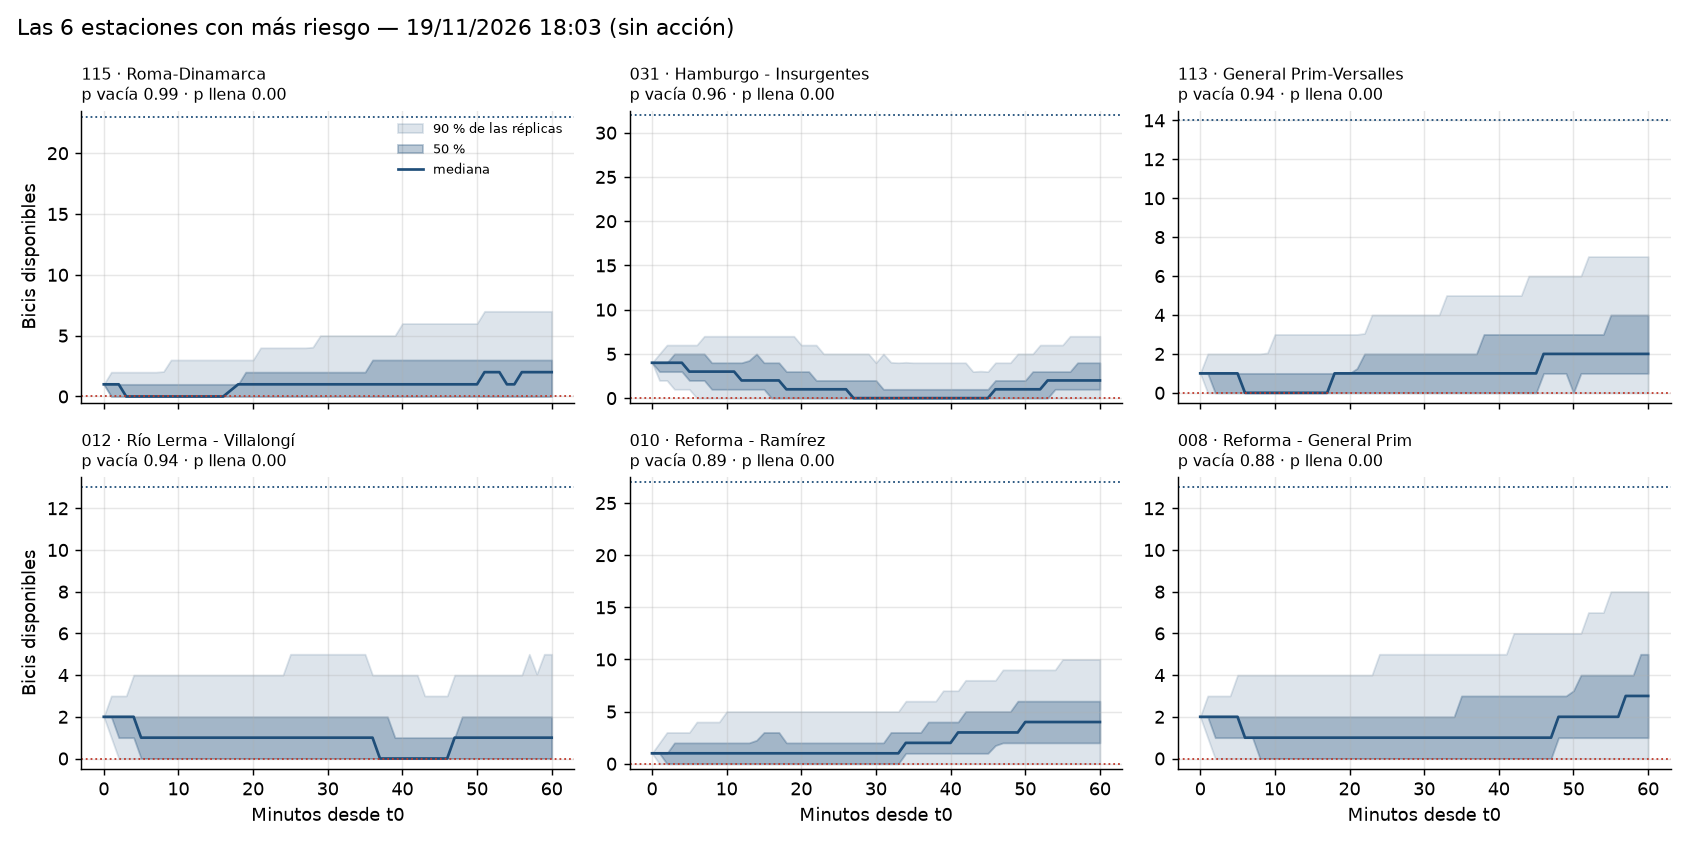 Las 6 estaciones con más riesgo — 19/11/2026 18:03 (sin acción)
115 · Roma-Dinamarca
p vacía 0.99 · p llena 0.00
90 % de las réplicas
50 %
mediana
Bicis disponibles
20
15
10
5
0
031 · Hamburgo - Insurgentes
p vacía 0.96 · p llena 0.00
30
25
20
15
10
5
0
113 · General Prim-Versalles
p vacía 0.94 · p llena 0.00
14
12
10
8
6
4
2
0
012 · Río Lerma - Villalongí
p vacía 0.94 · p llena 0.00
Bicis disponibles
12
10
8
6
4
2
0
0 10 20 30 40 50 60
Minutos desde t0
010 · Reforma - Ramírez
p vacía 0.89 · p llena 0.00
25
20
15
10
5
0
0 10 20 30 40 50 60
Minutos desde t0
008 · Reforma - General Prim
p vacía 0.88 · p llena 0.00
12
10
8
6
4
2
0
0 10 20 30 40 50 60
Minutos desde t0